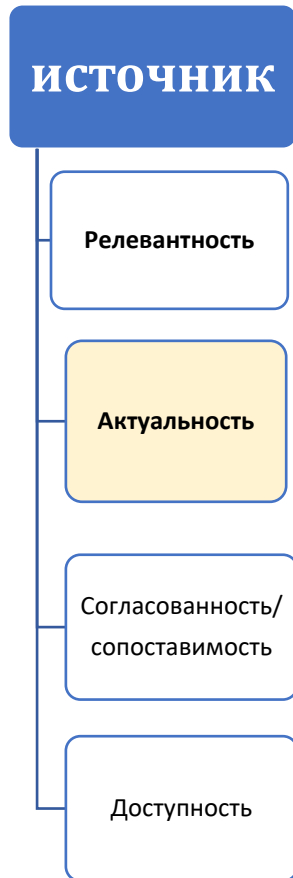 источник
Релевантность
Актуальность
Согласованность/
сопоставимость
Доступность